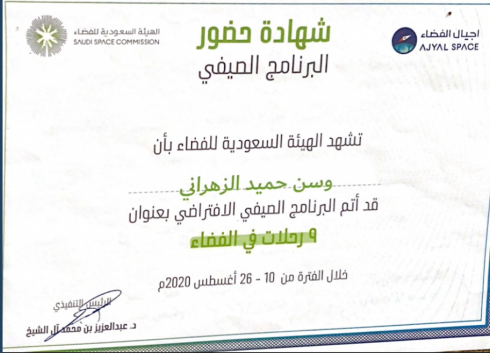 الهيئة السعودية للفضاء
SAUDI SPACE COMMISSION
اجيال الفضاء
AJYAL SPACE
شهادة حضور
البرنامج الصيفي
تشهد الهيئة السعودية للفضاء بأن
وسن حميد الزهراني
قد أتم البرنامج الصيفي الافتراضي بعنوان
٩ رحلات في الفضاء
خلال الفترة من 10 - 26 أغسطس 2020م
الرئيس التنفيذي
د. عبدالعزيز بن محمد آل الشيخ